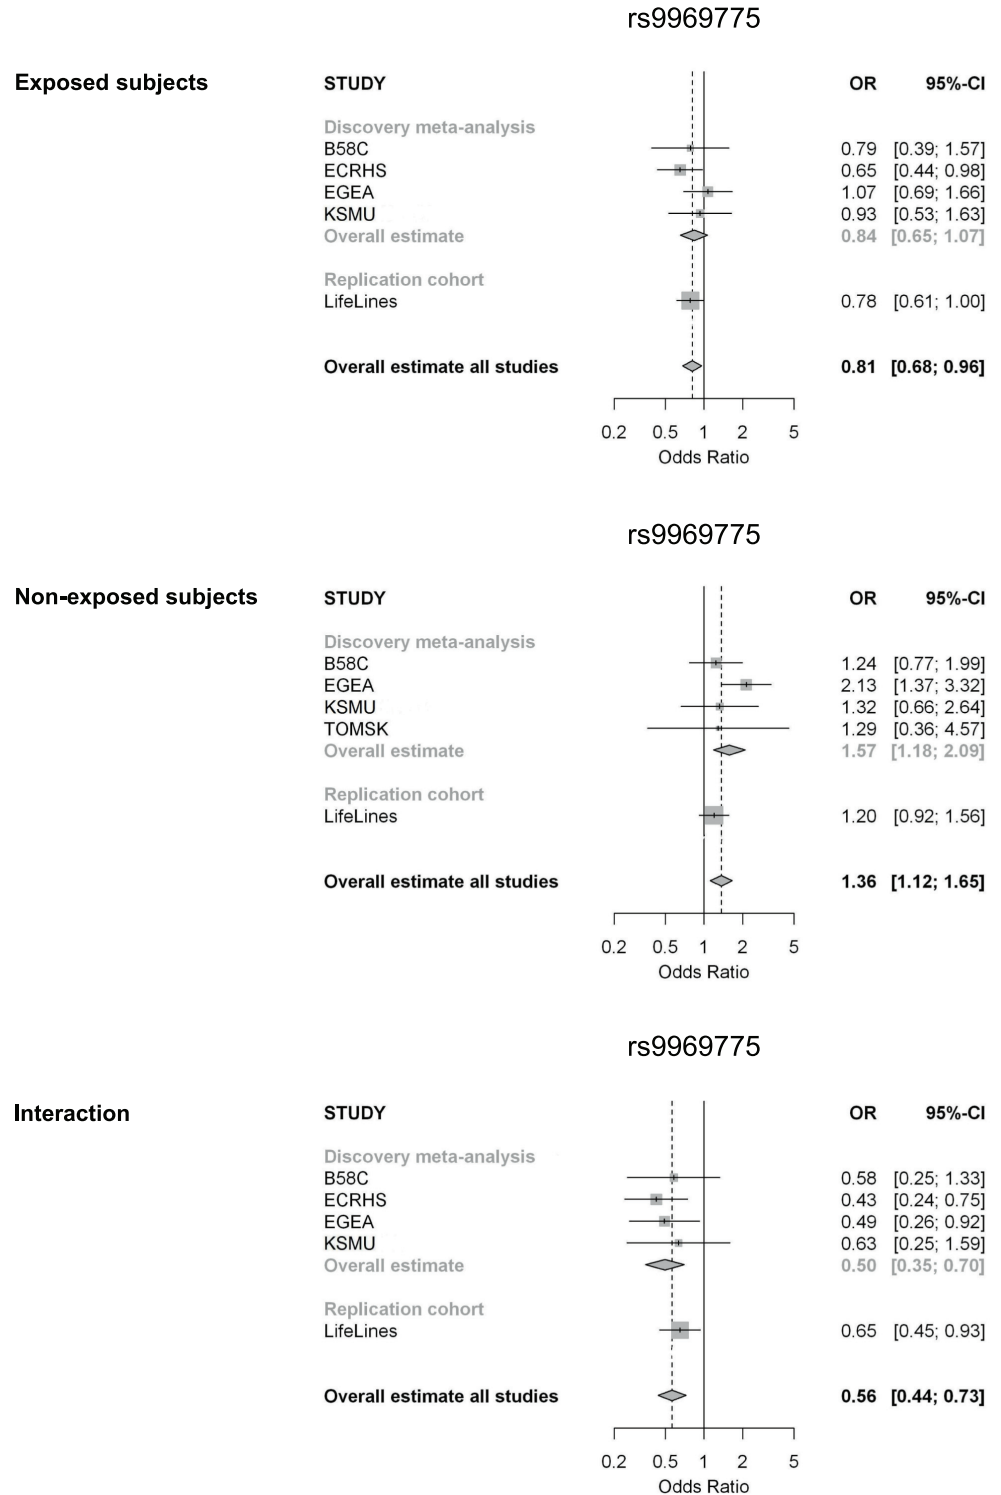 rs9969775
Exposed subjects STUDY OR 95%-CI
Discovery meta-analysis
B58C 0.79 [0.39; 1.57]
ECRHS 0.65 [0.44; 0.98]
EGEA 1.07 [0.69; 1.66]
KSMU 0.93 [0.53; 1.63]
Overall estimate 0.84 [0.65; 1.07]
Replication cohort
LifeLines 0.78 [0.61; 1.00]
Overall estimate all studies 0.81 [0.68; 0.96]
0.2 0.5 1 2 5
Odds Ratio
rs9969775
Non-exposed subjects STUDY OR 95%-CI
Discovery meta-analysis
B58C 1.24 [0.77; 1.99]
EGEA 2.13 [1.37; 3.32]
KSMU 1.32 [0.66; 2.64]
TOMSK 1.29 [0.36; 4.57]
Overall estimate 1.57 [1.18; 2.09]
Replication cohort
LifeLines 1.20 [0.92; 1.56]
Overall estimate all studies 1.36 [1.12; 1.65]
0.2 0.5 1 2 5
Odds Ratio
rs9969775
Interaction STUDY OR 95%-CI
Discovery meta-analysis
B58C 0.58 [0.25; 1.33]
ECRHS 0.43 [0.24; 0.75]
EGEA 0.49 [0.26; 0.92]
KSMU 0.63 [0.25; 1.59]
Overall estimate 0.50 [0.35; 0.70]
Replication cohort
LifeLines 0.65 [0.45; 0.93]
Overall estimate all studies 0.56 [0.44; 0.73]
0.2 0.5 1 2 5
Odds Ratio